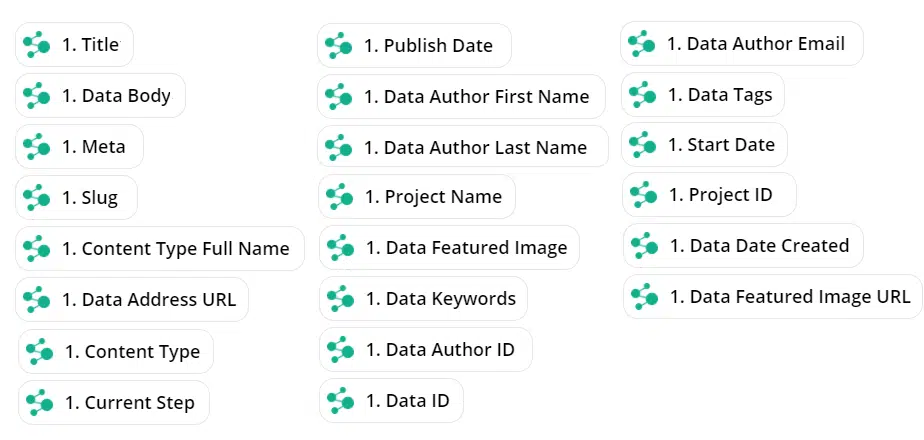 1. Title
1. Data Body
1. Meta
1. Slug
1. Content Type Full Name
1. Data Address URL
1. Content Type
1. Current Step
1. Publish Date
1. Data Author First Name
1. Data Author Last Name
1. Project Name
1. Data Featured Image
1. Data Keywords
1. Data Author ID
1. Data ID
1. Data Author Email
1. Data Tags
1. Start Date
1. Project ID
1. Data Date Created
1. Data Featured Image URL